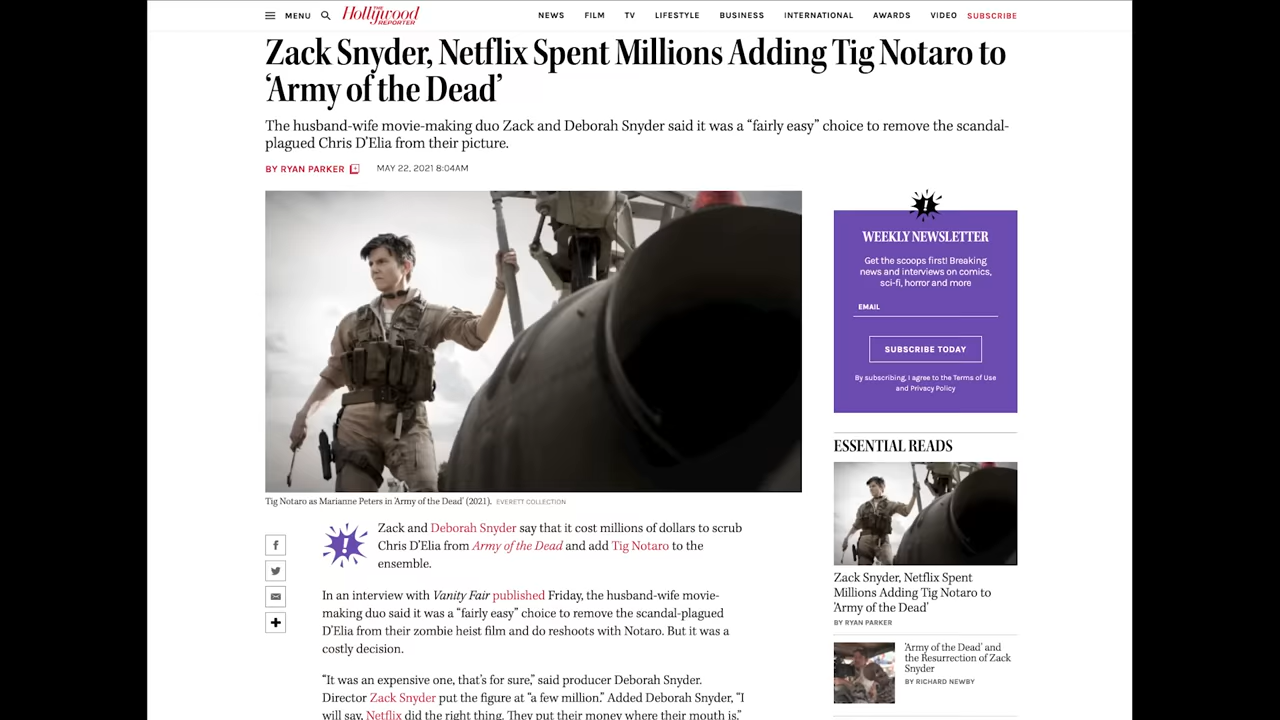 MENU
THE
Hollywood
REPORTER
NEWS FILM TV LIFESTYLE BUSINESS INTERNATIONAL AWARDS VIDEO SUBSCRIBE
Zack Snyder, Netflix Spent Millions Adding Tig Notaro to
‘Army of the Dead’
The husband-wife movie-making duo Zack and Deborah Snyder said it was a “fairly easy” choice to remove the scandal-
plagued Chris D’Elia from their picture.
BY RYAN PARKER MAY 22, 2021 8:04AM
Tig Notaro as Marianne Peters in 'Army of the Dead' (2021). EVERETT COLLECTION
Zack and Deborah Snyder say that it cost millions of dollars to scrub
Chris D’Elia from Army of the Dead and add Tig Notaro to the
ensemble.
In an interview with Vanity Fair published Friday, the husband-wife movie-
making duo said it was a “fairly easy” choice to remove the scandal-plagued
D’Elia from their zombie heist film and do reshoots with Notaro. But it was a
costly decision.
“It was an expensive one, that’s for sure,” said producer Deborah Snyder.
Director Zack Snyder put the figure at “a few million.” Added Deborah Snyder, “I
will say, Netflix did the right thing. They put their money where their mouth is.”
WEEKLY NEWSLETTER
Get the scoops first! Breaking
news and interviews on comics,
sci-fi, horror and more
EMAIL
SUBSCRIBE TODAY
By subscribing, I agree to the Terms of Use
and Privacy Policy
ESSENTIAL READS
Zack Snyder, Netflix Spent
Millions Adding Tig Notaro to
‘Army of the Dead’
BY RYAN PARKER
'Army of the Dead' and
the Resurrection of Zack
Snyder
BY RICHARD NEWBY